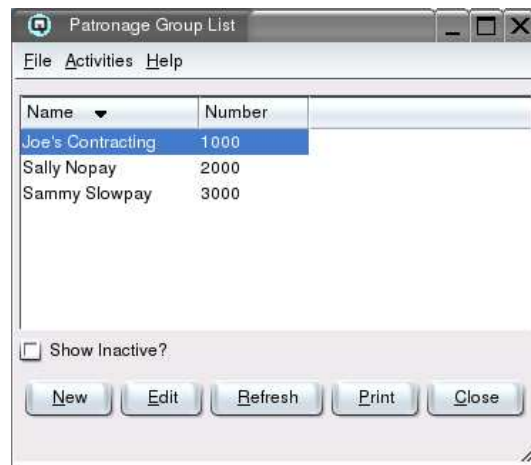 Patronage Group List
File Activities Help
Name Number
Joe's Contracting 1000
Sally Nopay 2000
Sammy Slowpay 3000
Show Inactive?
New Edit Refresh Print Close